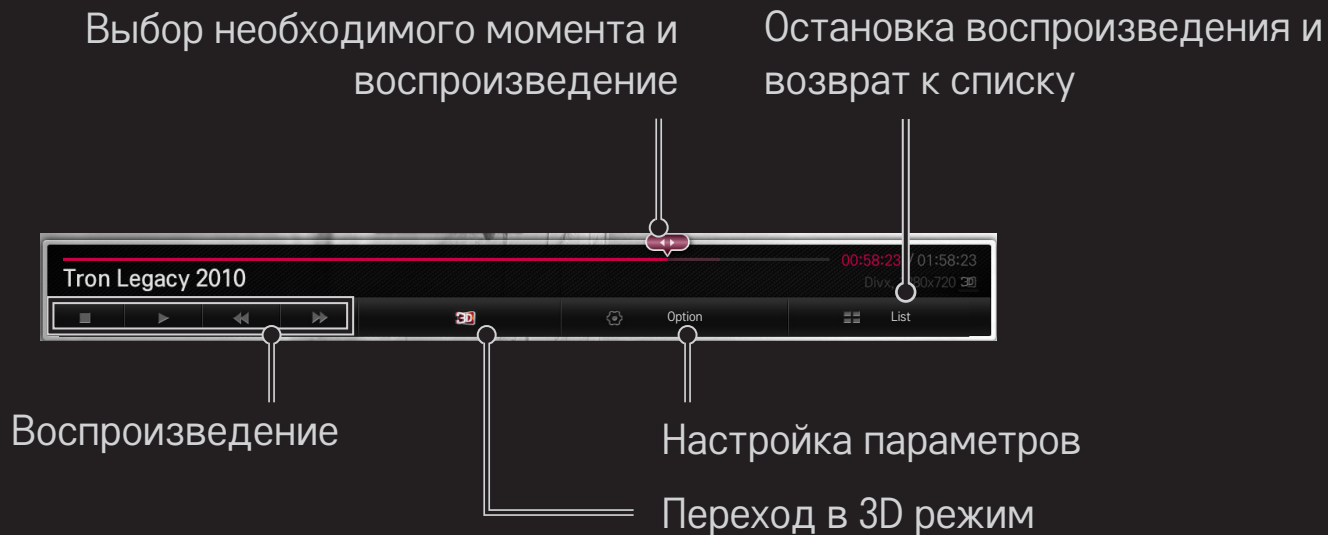 Выбор необходимого момента и
воспроизведение
Остановка воспроизведения и
возврат к списку
00:58:23 / 01:58:23
Tron Legacy 2010
Divx, 80x720 3D
3D
Option
List
Воспроизведение
Настройка параметров
Переход в 3D режим